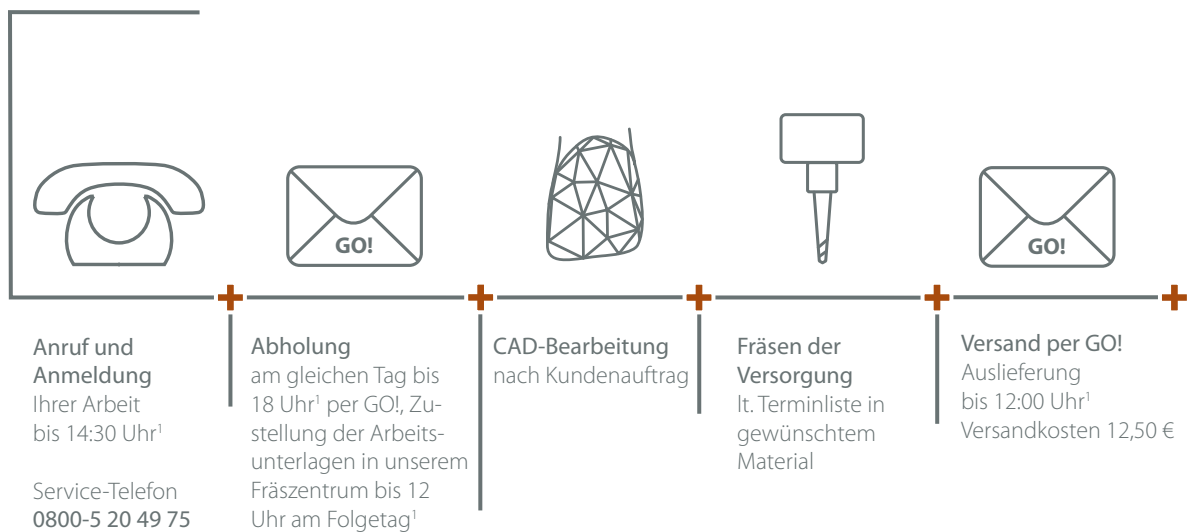 GO!
GO!
Anruf und
Anmeldung
Ihrer Arbeit
bis 14:30 Uhr¹
Service-Telefon
0800-5 20 49 75
Abholung
am gleichen Tag bis
18 Uhr¹ per GO!, Zu-
stellung der Arbeits-
unterlagen in unserem
Fräszentrum bis 12
Uhr am Folgetag¹
CAD-Bearbeitung
nach Kundenauftrag
Fräsen der
Versorgung
lt. Terminliste in
gewünschtem
Material
Versand per GO!
Auslieferung
bis 12:00 Uhr¹
Versandkosten 12,50 €